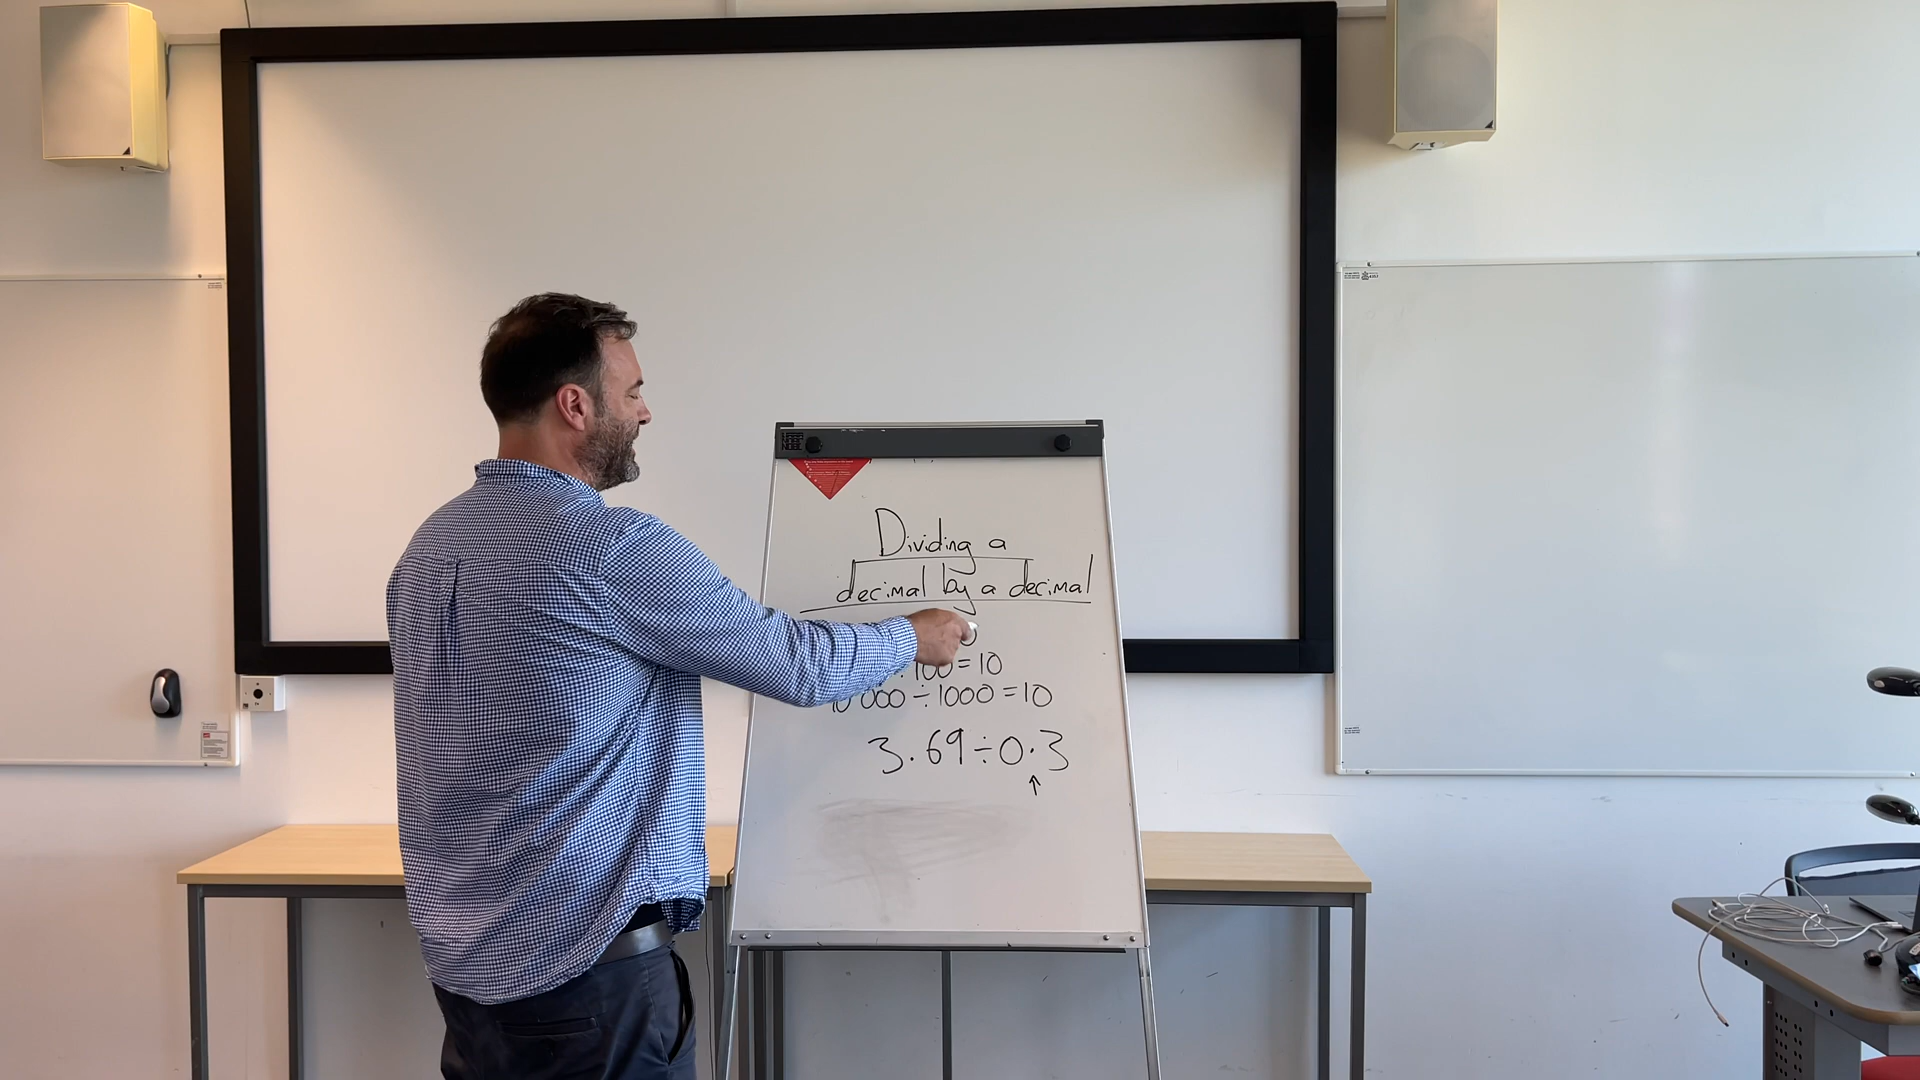 Dividing a
decimal by a decimal
100 = 10
10 000 ÷ 1000 = 10
3.69 ÷ 0.3
↑